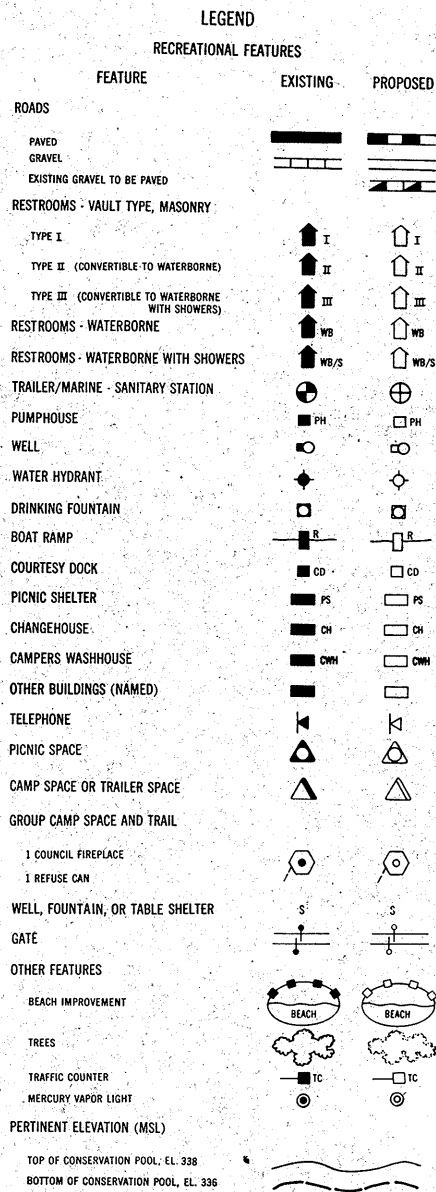 LEGEND
RECREATIONAL FEATURES
FEATURE EXISTING PROPOSED
ROADS
PAVED
GRAVEL
EXISTING GRAVEL TO BE PAVED
RESTROOMS - VAULT TYPE, MASONRY
TYPE I I I
TYPE II (CONVERTIBLE TO WATERBORNE) II II
TYPE III (CONVERTIBLE TO WATERBORNE III III
WITH SHOWERS)
RESTROOMS - WATERBORNE WB WB
RESTROOMS - WATERBORNE WITH SHOWERS WB/S WB/S
TRAILER/MARINE - SANITARY STATION
PUMPHOUSE PH PH
WELL
WATER HYDRANT
DRINKING FOUNTAIN
BOAT RAMP R R
COURTESY DOCK CD CD
PICNIC SHELTER PS PS
CHANGEHOUSE CH CH
CAMPERS WASHHOUSE CWH CWH
OTHER BUILDINGS (NAMED)
TELEPHONE
PICNIC SPACE
CAMP SPACE OR TRAILER SPACE
GROUP CAMP SPACE AND TRAIL
1 COUNCIL FIREPLACE
1 REFUSE CAN
WELL, FOUNTAIN, OR TABLE SHELTER S S
GATE
OTHER FEATURES
BEACH IMPROVEMENT BEACH BEACH
TREES
TRAFFIC COUNTER TC TC
MERCURY VAPOR LIGHT
PERTINENT ELEVATION (MSL)
TOP OF CONSERVATION POOL, EL. 338
BOTTOM OF CONSERVATION POOL, EL. 336